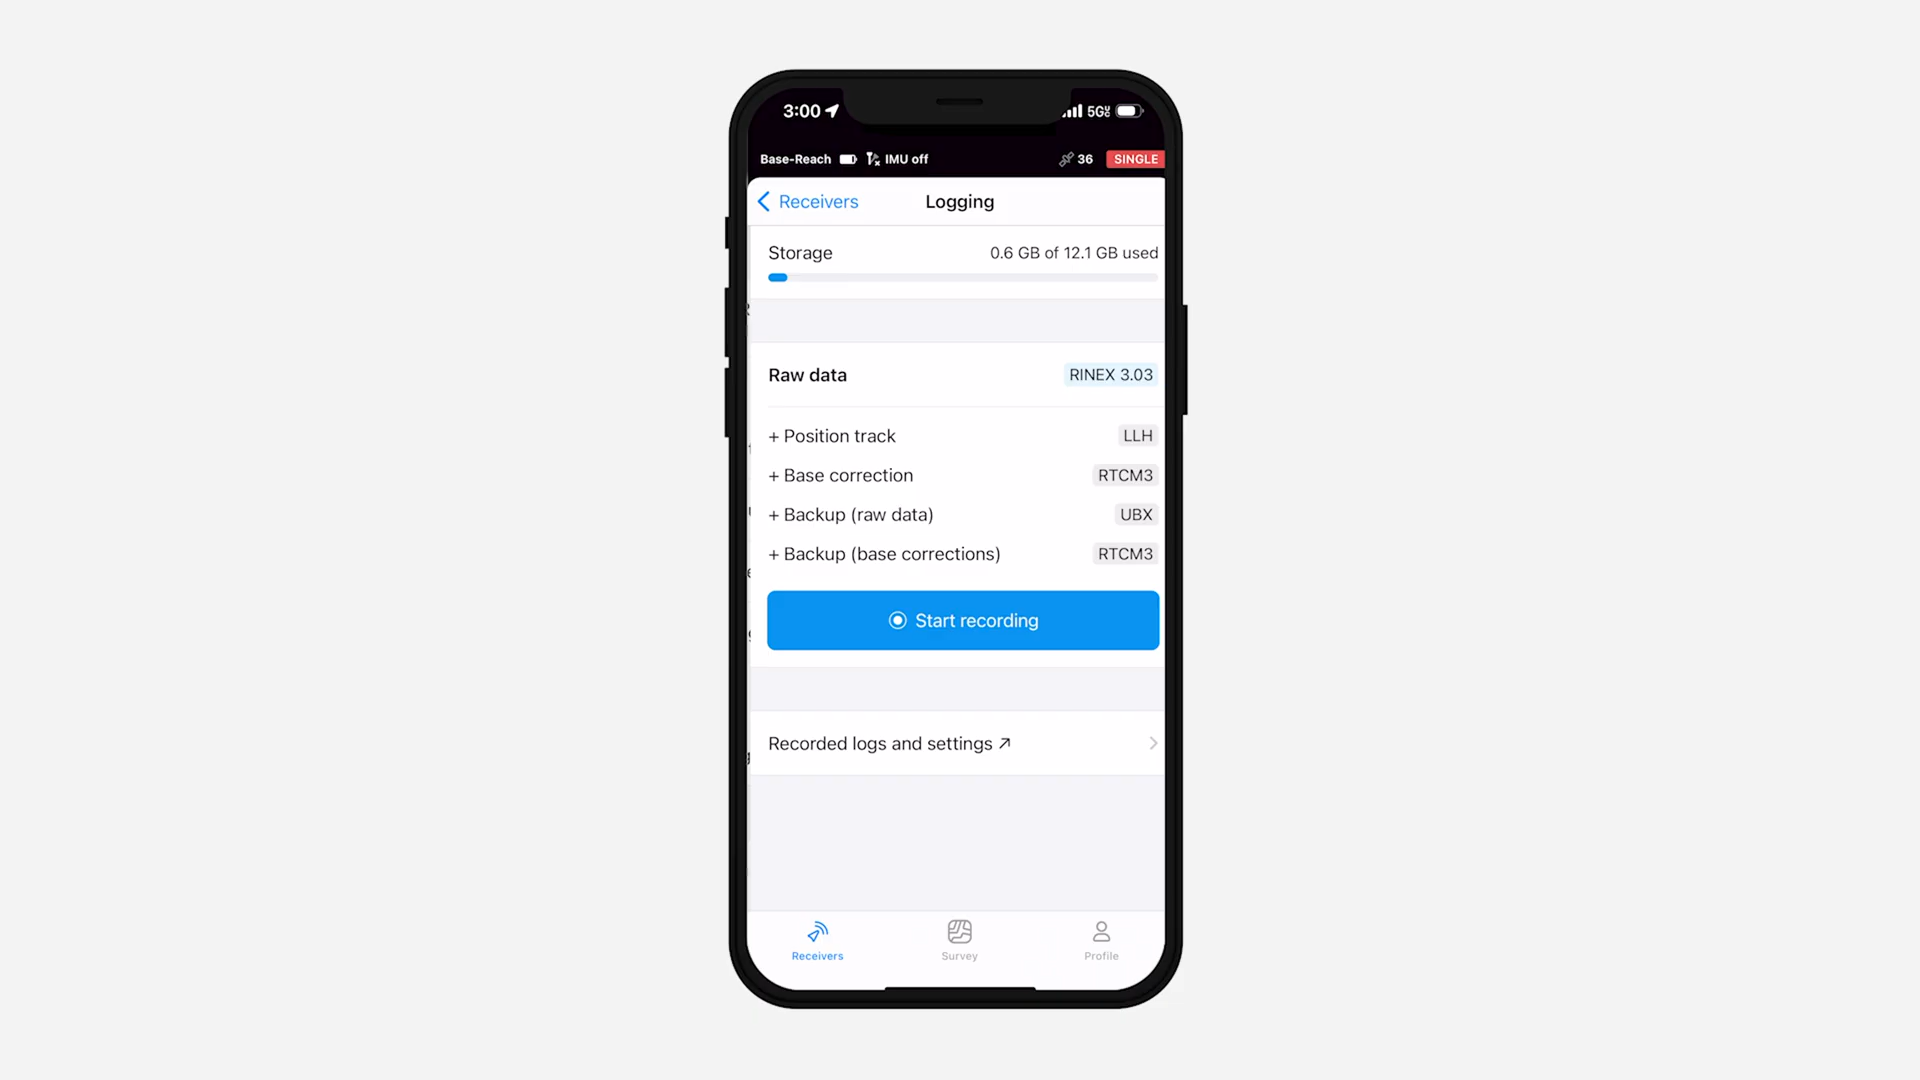 3:00 5G
Base-Reach IMU off 36 SINGLE
Receivers Logging
Storage 0.6 GB of 12.1 GB used
Raw data RINEX 3.03
+ Position track LLH
+ Base correction RTCM3
+ Backup (raw data) UBX
+ Backup (base corrections) RTCM3
Start recording
Recorded logs and settings ↗
Receivers Survey Profile